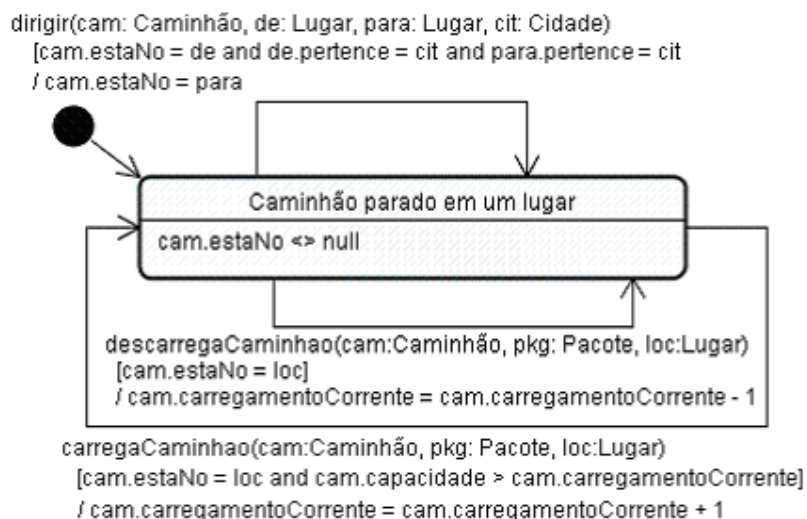 dirigir(cam: Caminhão, de: Lugar, para: Lugar, cit: Cidade)
[cam.estaNo = de and de.pertence = cit and para.pertence = cit
/ cam.estaNo = para
Caminhão parado em um lugar
cam.estaNo <> null
descarregaCaminhao(cam:Caminhão, pkg: Pacote, loc:Lugar)
[cam.estaNo = loc]
/ cam.carregamentoCorrente = cam.carregamentoCorrente - 1
carregaCaminhao(cam:Caminhão, pkg: Pacote, loc:Lugar)
[cam.estaNo = loc and cam.capacidade > cam.carregamentoCorrente]
/ cam.carregamentoCorrente = cam.carregamentoCorrente + 1